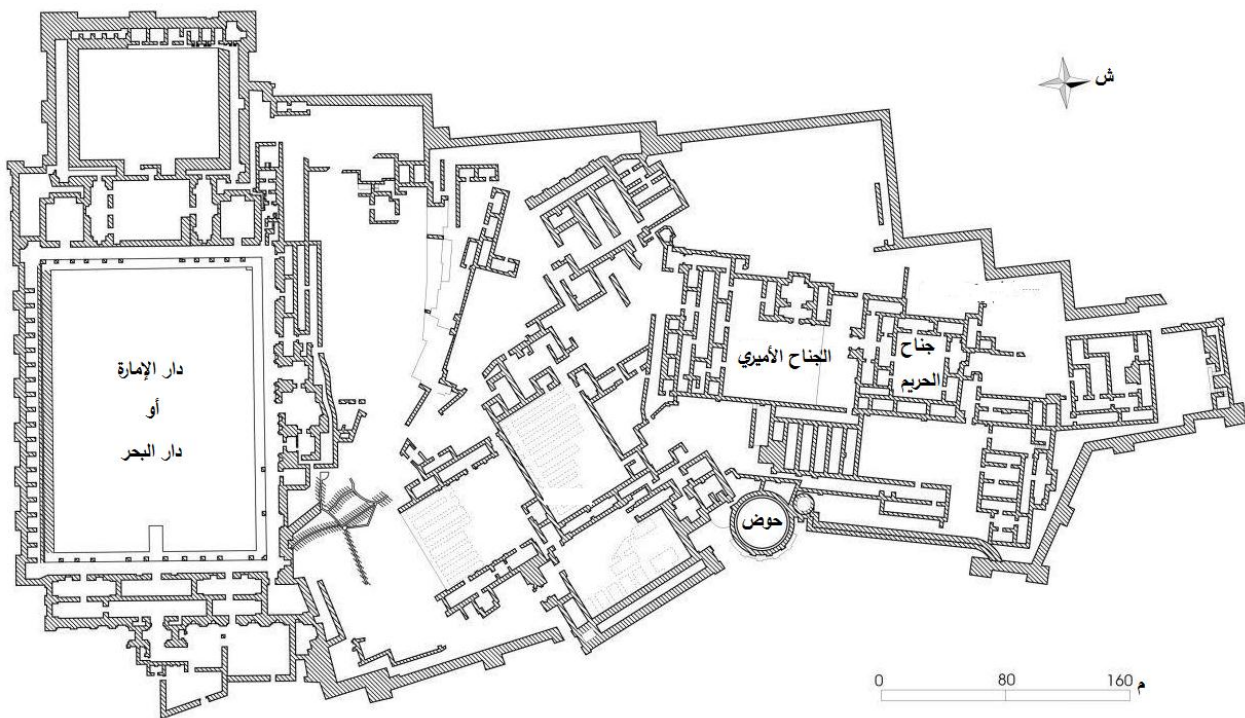 ش
دار الإمارة
أو
دار البحر
الجناح الأميري
جناح
الحريم
حوض
0 80 160 م